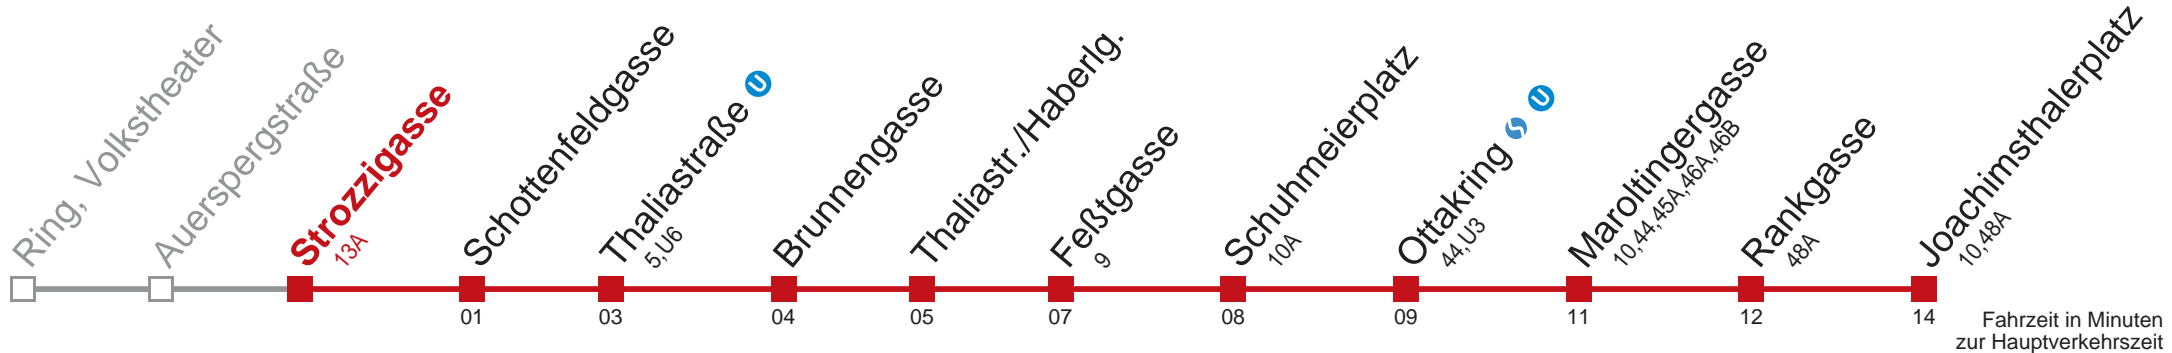 Ring, Volkstheater
Auerspergstraße
Strozzigasse
13A
Schottenfeldgasse
Thaliastraße U
5,U6
Brunnengasse
Thaliastr./Haberlg.
Feßtgasse
9
Schuhmeierplatz
10A
Ottakring S U
44,U3
Maroltingergasse
10,44,45A,46A,46B
Rankgasse
48A
Joachimsthalerplatz
10,48A
01
03
04
05
07
08
09
11
12
14
Fahrzeit in Minuten
zur Hauptverkehrszeit